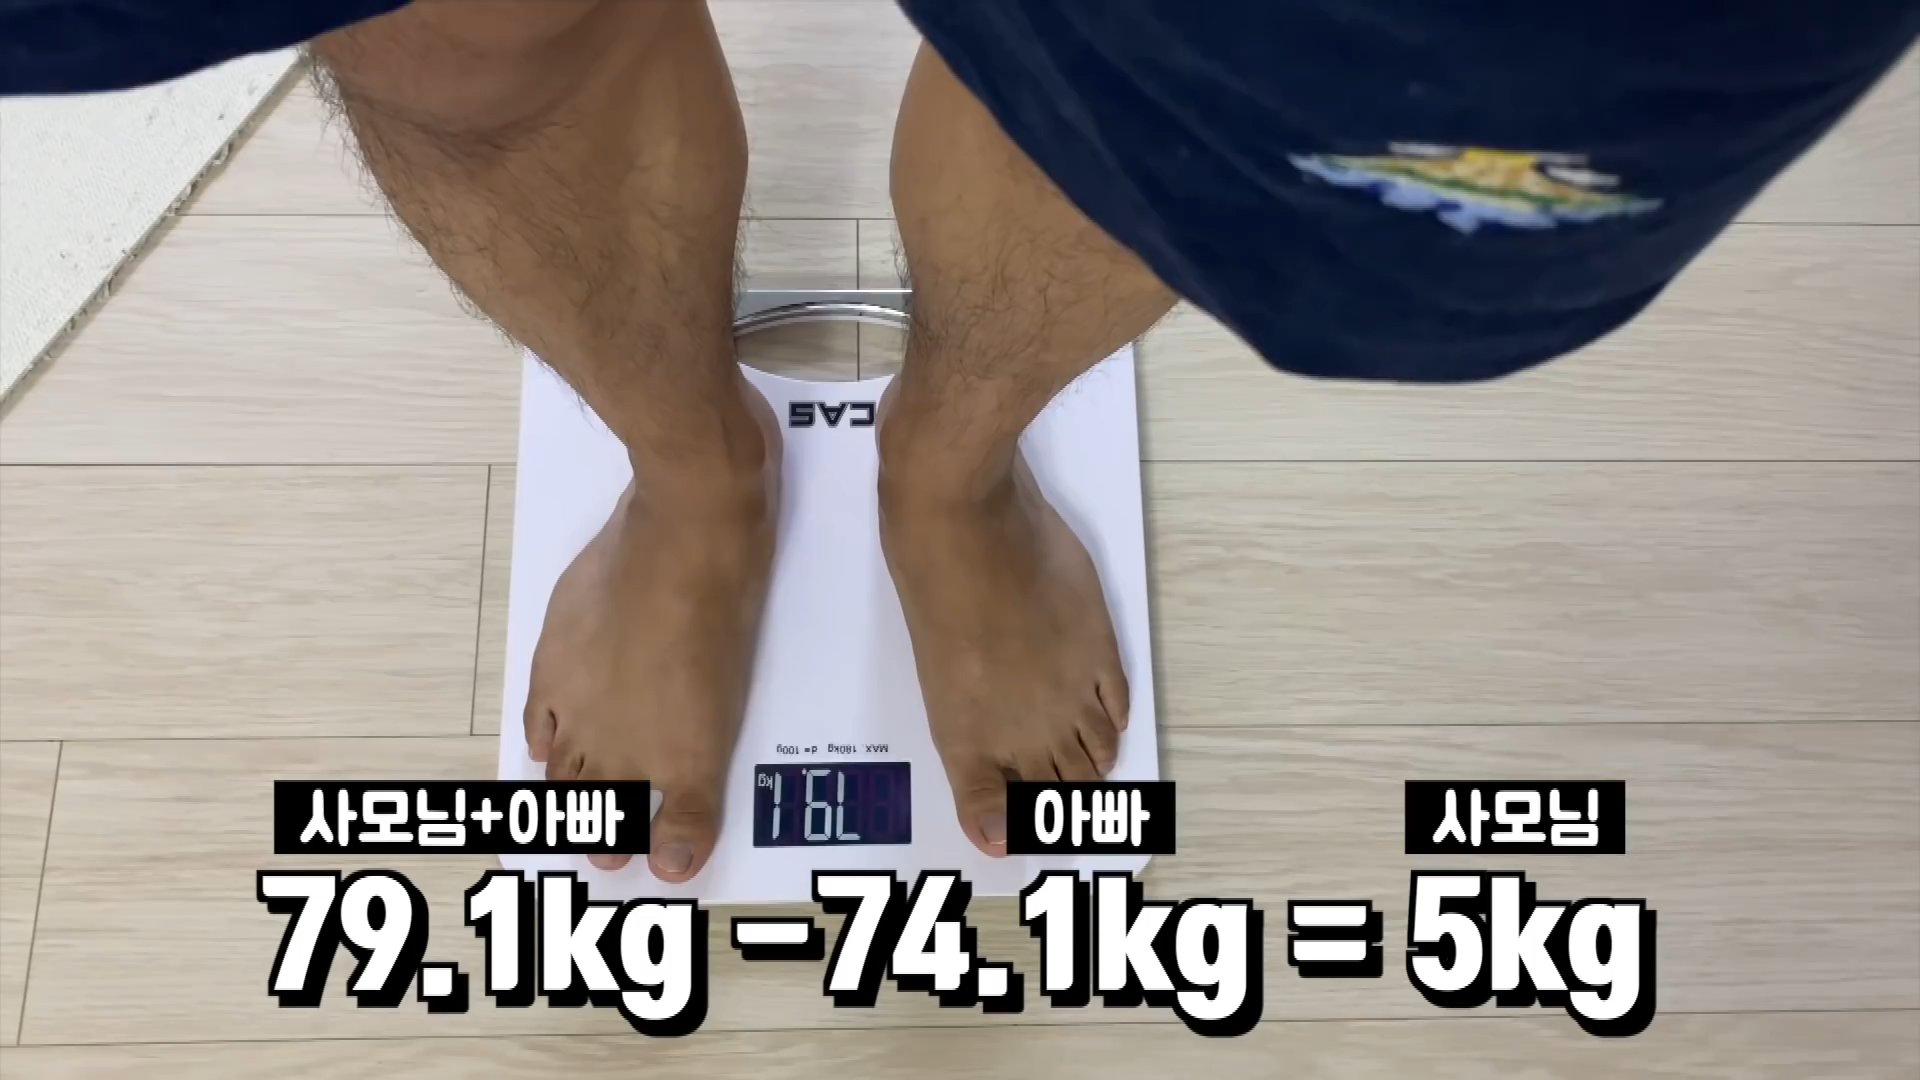 CAS
MAX. 180kg d= 100g
79.1 kg
사모님+아빠 아빠 사모님
79.1kg -74.1kg = 5kg